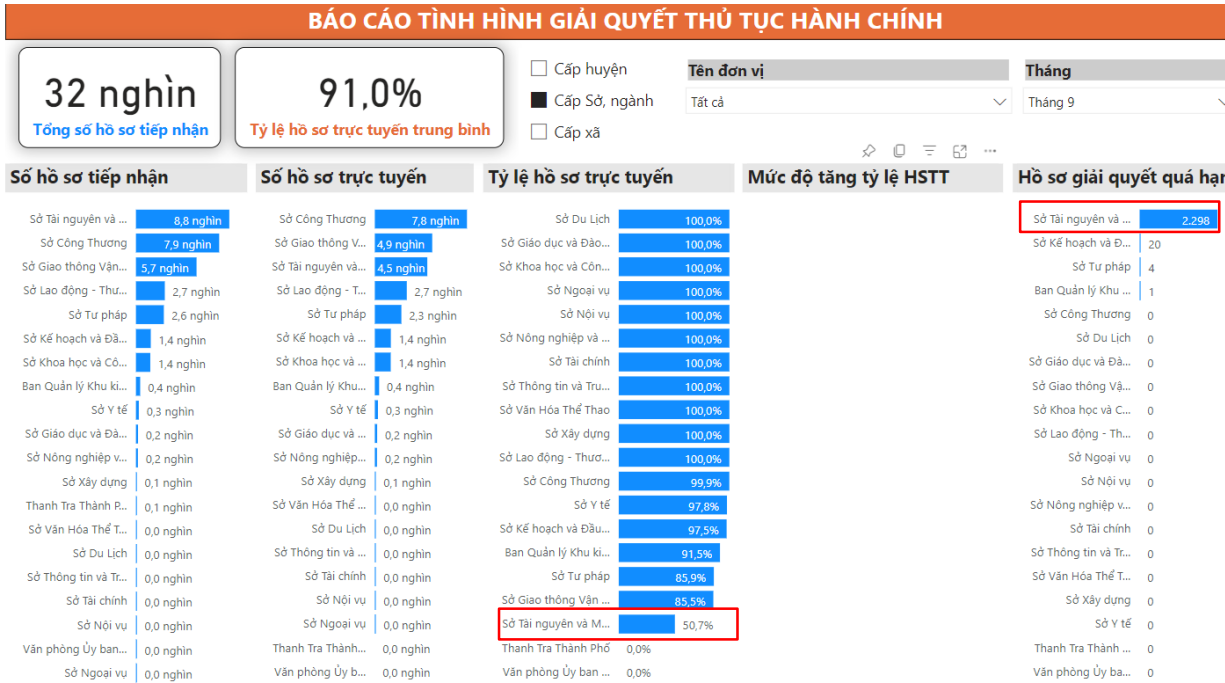 BÁO CÁO TÌNH HÌNH GIẢI QUYẾT THỦ TỤC HÀNH CHÍNH
32 nghìn
Tổng số hồ sơ tiếp nhận
91,0%
Tỷ lệ hồ sơ trực tuyến trung bình
Cấp huyện
Cấp Sở, ngành
Cấp xã
Tên đơn vị
Tất cả
Tháng
Tháng 9
Số hồ sơ tiếp nhận
Sở Tài nguyên và ... 8,8 nghìn
Sở Công Thương 7,9 nghìn
Sở Giao thông Vận... 5,7 nghìn
Sở Lao động - Thư... 2,7 nghìn
Sở Tư pháp 2,6 nghìn
Sở Kế hoạch và Đầ... 1,4 nghìn
Sở Khoa học và Cô... 1,4 nghìn
Ban Quản lý Khu ki... 0,4 nghìn
Sở Y tế 0,3 nghìn
Sở Giáo dục và Đà... 0,2 nghìn
Sở Nông nghiệp v... 0,2 nghìn
Sở Xây dựng 0,1 nghìn
Thanh Tra Thành P... 0,1 nghìn
Sở Văn Hóa Thể T... 0,0 nghìn
Sở Du Lịch 0,0 nghìn
Sở Thông tin và Tr... 0,0 nghìn
Sở Tài chính 0,0 nghìn
Sở Nội vụ 0,0 nghìn
Văn phòng Ủy ban... 0,0 nghìn
Sở Ngoại vụ 0,0 nghìn
Số hồ sơ trực tuyến
Sở Công Thương 7,8 nghìn
Sở Giao thông V... 4,9 nghìn
Sở Tài nguyên và... 4,5 nghìn
Sở Lao động - T... 2,7 nghìn
Sở Tư pháp 2,3 nghìn
Sở Kế hoạch và ... 1,4 nghìn
Sở Khoa học và ... 1,4 nghìn
Ban Quản lý Khu... 0,4 nghìn
Sở Y tế 0,3 nghìn
Sở Giáo dục và ... 0,2 nghìn
Sở Nông nghiệp... 0,2 nghìn
Sở Xây dựng 0,1 nghìn
Sở Văn Hóa Thể ... 0,0 nghìn
Sở Du Lịch 0,0 nghìn
Sở Thông tin và ... 0,0 nghìn
Sở Tài chính 0,0 nghìn
Sở Nội vụ 0,0 nghìn
Sở Ngoại vụ 0,0 nghìn
Thanh Tra Thành... 0,0 nghìn
Văn phòng Ủy b... 0,0 nghìn
Tỷ lệ hồ sơ trực tuyến
Sở Du Lịch 100,0%
Sở Giáo dục và Đào... 100,0%
Sở Khoa học và Côn... 100,0%
Sở Ngoại vụ 100,0%
Sở Nội vụ 100,0%
Sở Nông nghiệp và ... 100,0%
Sở Tài chính 100,0%
Sở Thông tin và Tru... 100,0%
Sở Văn Hóa Thể Thao 100,0%
Sở Xây dựng 100,0%
Sở Lao động - Thươ... 100,0%
Sở Công Thương 99,9%
Sở Y tế 97,8%
Sở Kế hoạch và Đầu... 97,5%
Ban Quản lý Khu ki... 91,5%
Sở Tư pháp 85,9%
Sở Giao thông Vận ... 85,5%
Sở Tài nguyên và M... 50,7%
Thanh Tra Thành Phố 0,0%
Văn phòng Ủy ban ... 0,0%
Mức độ tăng tỷ lệ HSTT
Hồ sơ giải quyết quá hạn
Sở Tài nguyên và ... 2.298
Sở Kế hoạch và Đ... 20
Sở Tư pháp 4
Ban Quản lý Khu ... 1
Sở Công Thương 0
Sở Du Lịch 0
Sở Giáo dục và Đà... 0
Sở Giao thông Vậ... 0
Sở Khoa học và C... 0
Sở Lao động - Th... 0
Sở Ngoại vụ 0
Sở Nội vụ 0
Sở Nông nghiệp v... 0
Sở Tài chính 0
Sở Thông tin và Tr... 0
Sở Văn Hóa Thể T... 0
Sở Xây dựng 0
Sở Y tế 0
Thanh Tra Thành ... 0
Văn phòng Ủy ba... 0